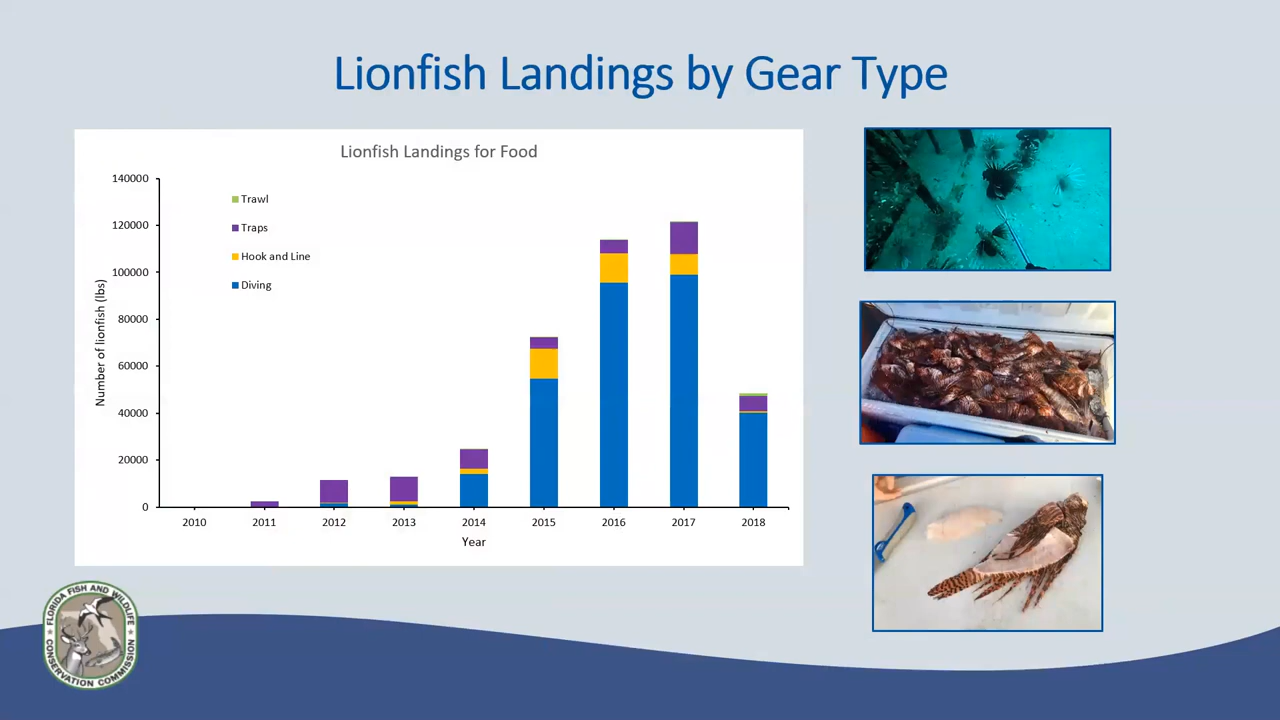 Lionfish Landings by Gear Type
Lionfish Landings for Food
Number of lionfish (lbs)
140000
120000
100000
80000
60000
40000
20000
0
Trawl
Traps
Hook and Line
Diving
2010 2011 2012 2013 2014 2015 2016 2017 2018
Year
FLORIDA FISH AND WILDLIFE
CONSERVATION COMMISSION